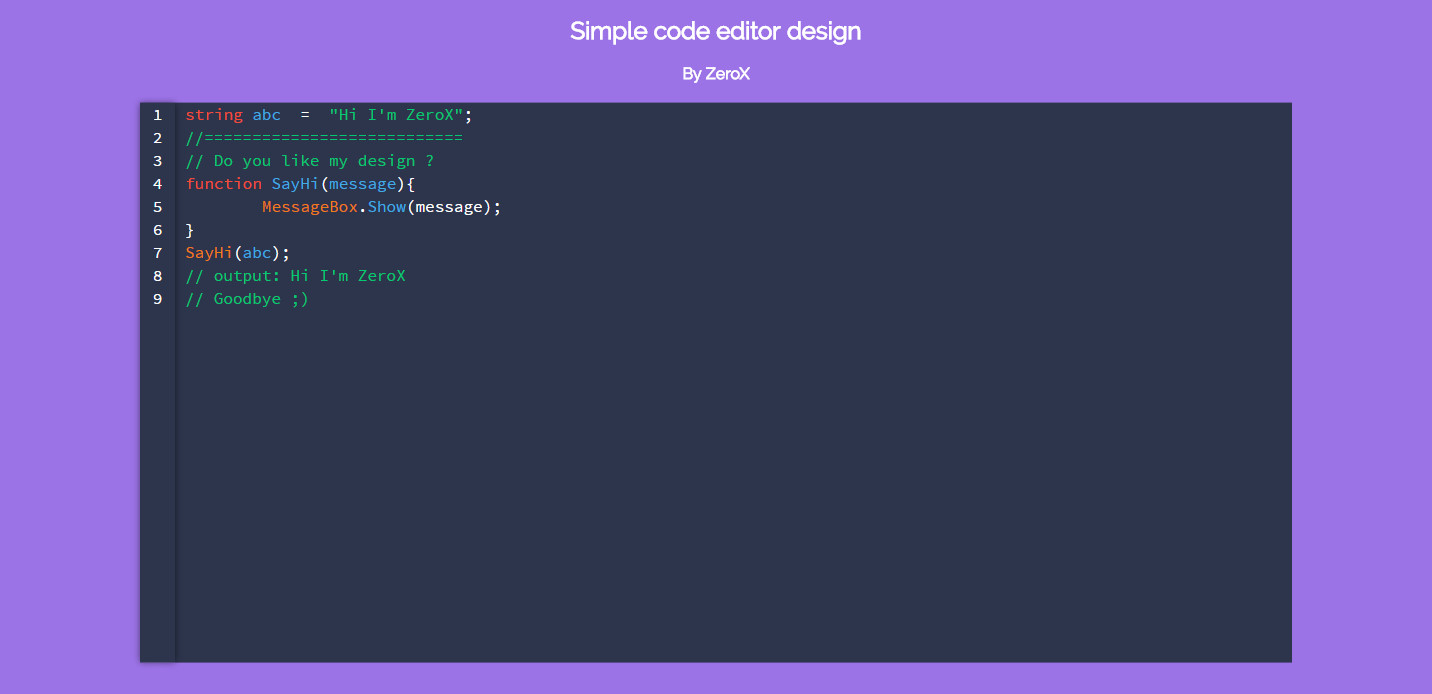 Simple code editor design
By ZeroX
1 string abc  =  "Hi I'm ZeroX";
2 //===========================
3 // Do you like my design ?
4 function SayHi(message){
5         MessageBox.Show(message);
6 }
7 SayHi(abc);
8 // output: Hi I'm ZeroX
9 // Goodbye ;)